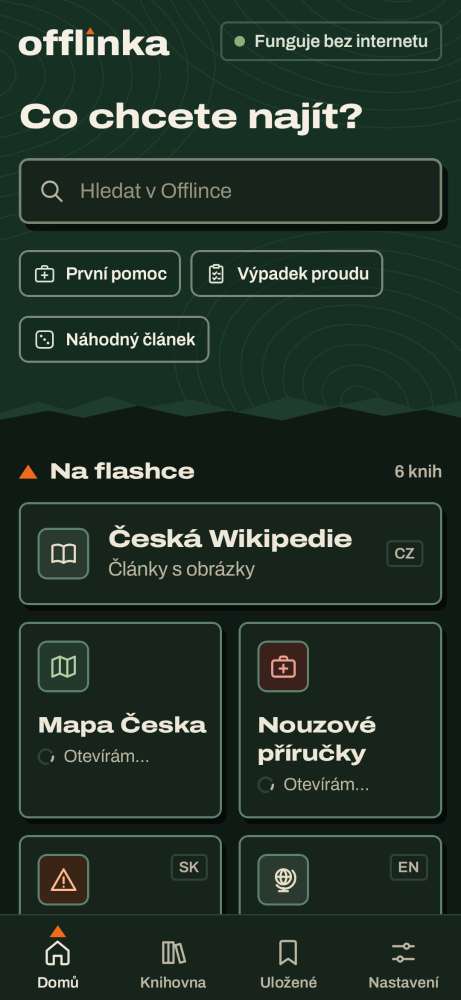 offlinka
Funguje bez internetu
Co chcete najít?
Hledat v Offlince
První pomoc
Výpadek proudu
Náhodný článek
Na flashce
6 knih
Česká Wikipedie
Články s obrázky
CZ
Mapa Česka
Otevírám...
Nouzové
příručky
Otevírám...
SK
EN
Domů
Knihovna
Uložené
Nastavení